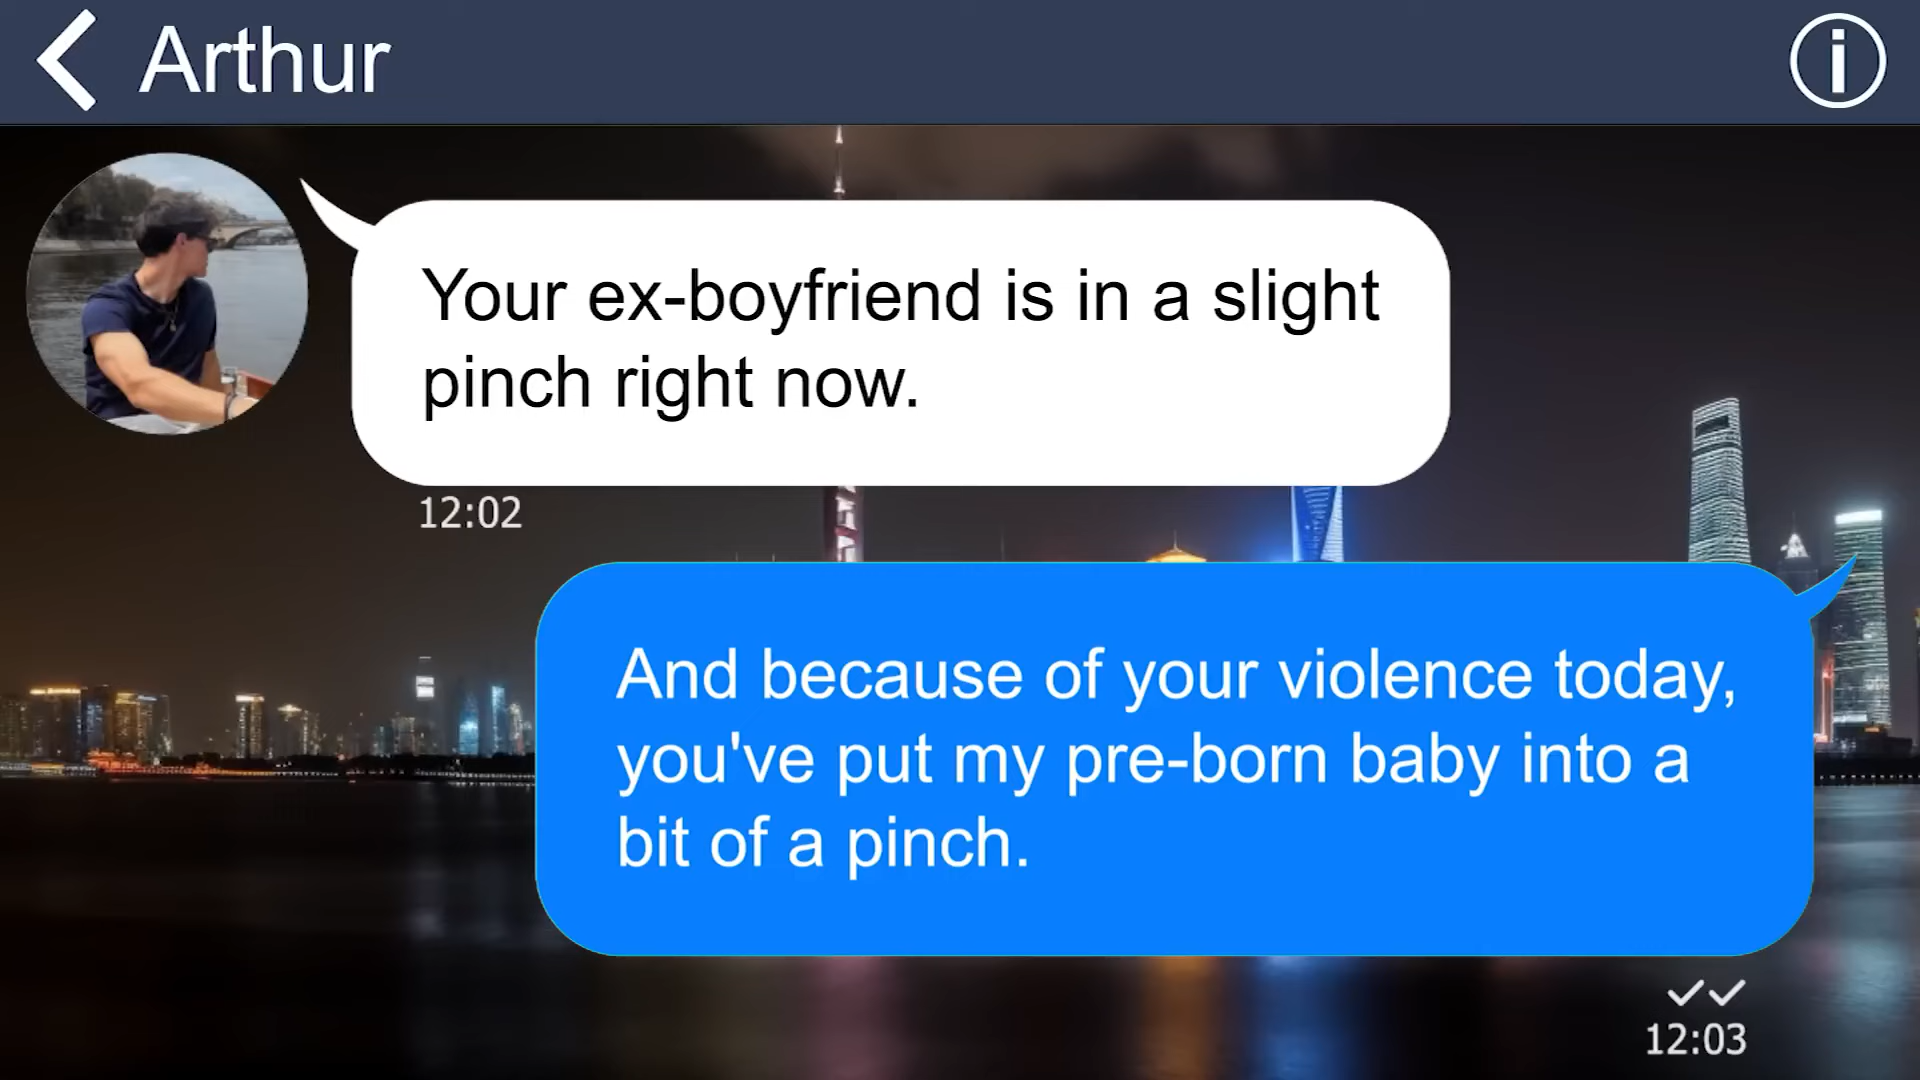 Arthur
Your ex-boyfriend is in a slight
pinch right now.
12:02
And because of your violence today,
you've put my pre-born baby into a
bit of a pinch.
12:03